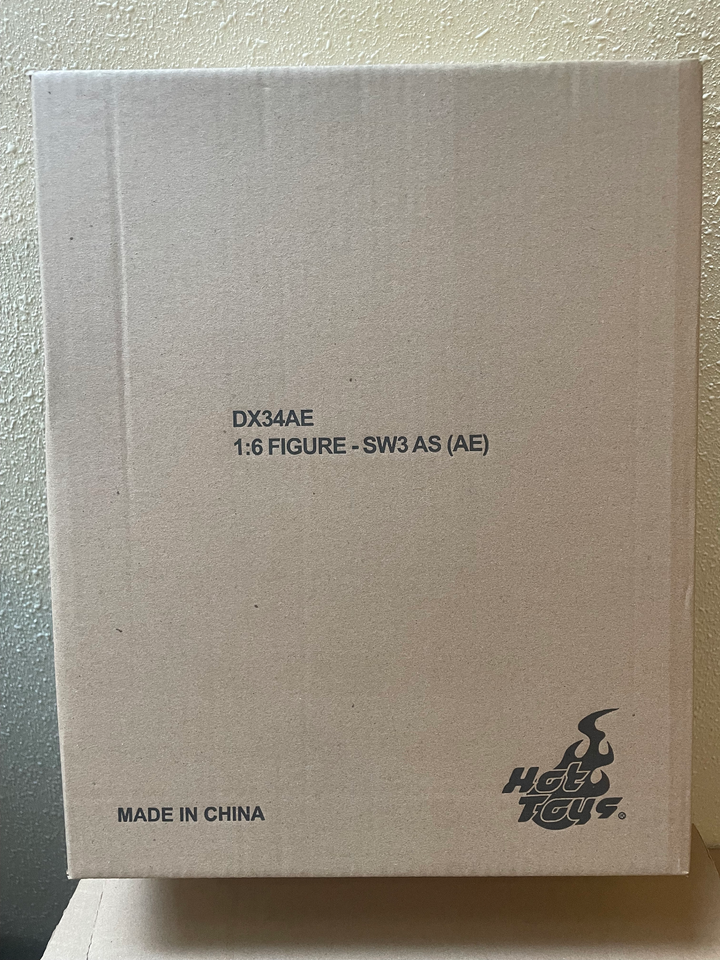 DX34AE
1:6 FIGURE - SW3 AS (AE)
MADE IN CHINA
Hot
Toys®